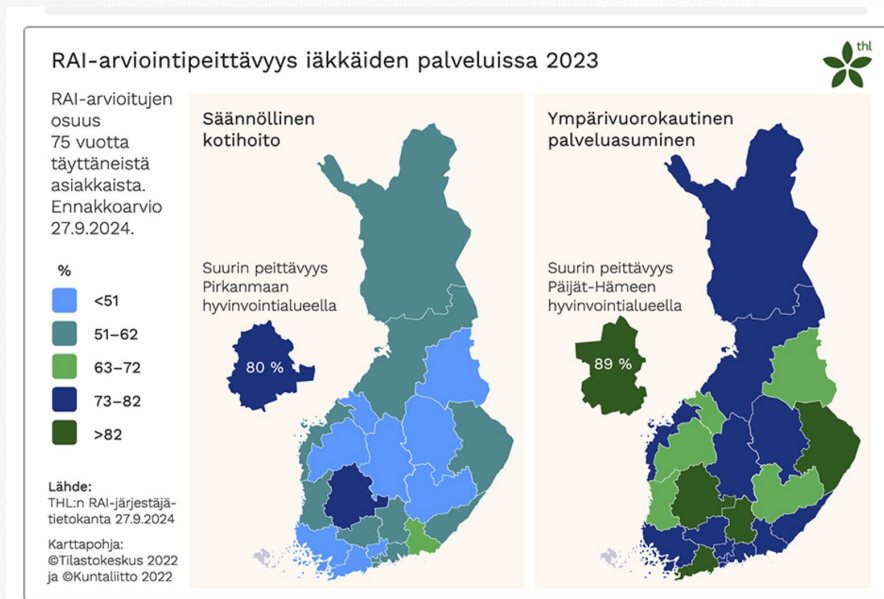 RAI-arviointipeittävyys iäkkäiden palveluissa 2023
thl
RAI-arvioitujen
osuus
75 vuotta
täyttäneistä
asiakkaista.
Ennakkoarvio
27.9.2024.
%
<51
51–62
63–72
73–82
>82
Lähde:
THL:n RAI-järjestäjä-
tietokanta 27.9.2024
Karttapohja:
©Tilastokeskus 2022
ja ©Kuntaliitto 2022
Säännöllinen
kotihoito
Suurin peittävyys
Pirkanmaan
hyvinvointialueella
80 %
Ympärivuorokautinen
palveluasuminen
Suurin peittävyys
Päijät-Hämeen
hyvinvointialueella
89 %